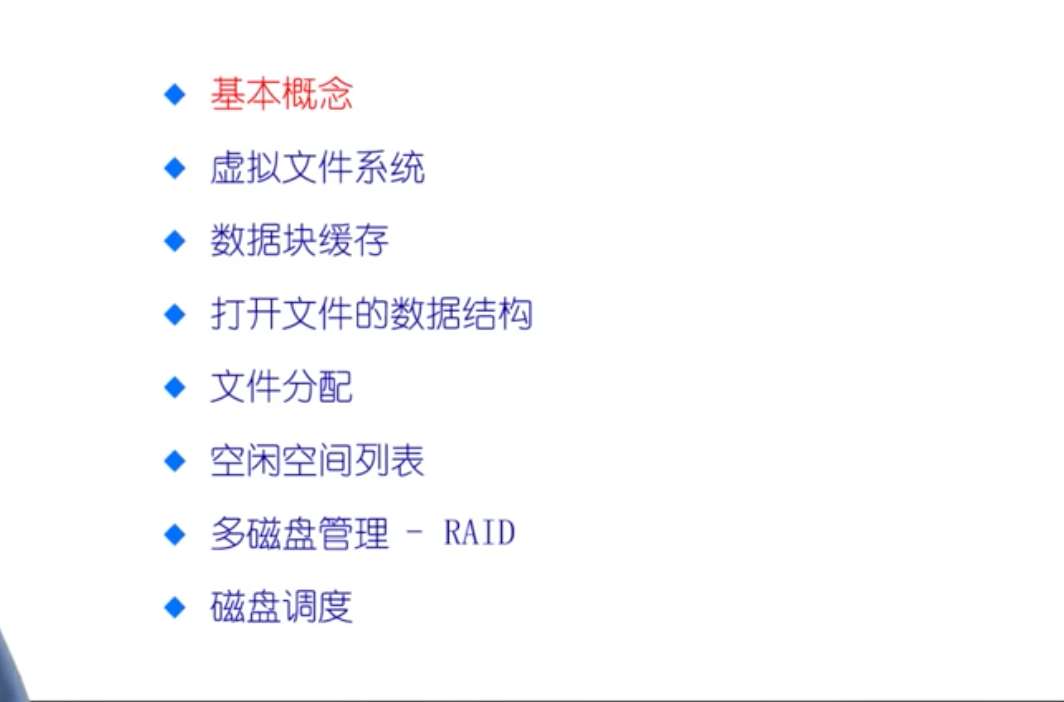 基本概念
虚拟文件系统
数据块缓存
打开文件的数据结构
文件分配
空闲空间列表
多磁盘管理 - RAID
磁盘调度